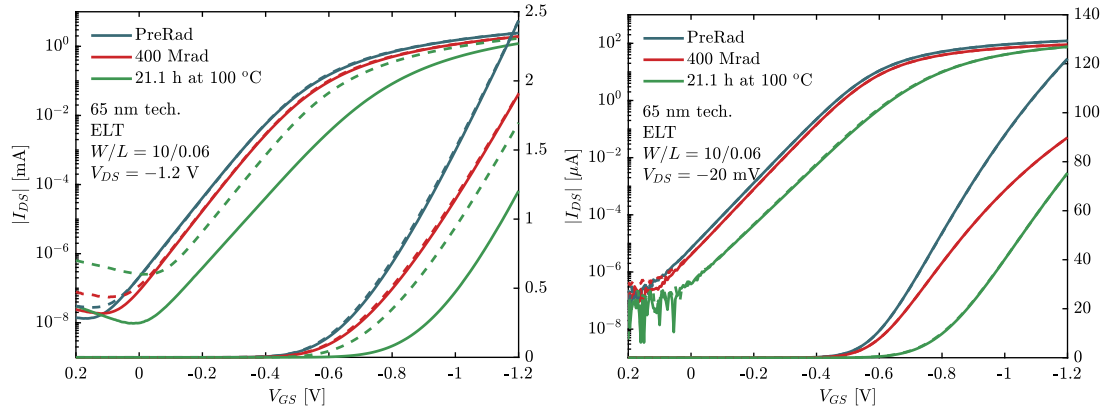 2.5
10^0
10^-2
10^-4
10^-6
10^-8
|I_DS| [mA]
PreRad
400 Mrad
21.1 h at 100 °C
65 nm tech.
ELT
W/L = 10/0.06
V_DS = −1.2 V
2
1.5
1
0.5
0
0.2 0 -0.2 -0.4 -0.6 -0.8 -1 -1.2
V_GS [V]
140
10^2
10^0
10^-2
10^-4
10^-6
10^-8
|I_DS| [μA]
PreRad
400 Mrad
21.1 h at 100 °C
65 nm tech.
ELT
W/L = 10/0.06
V_DS = −20 mV
120
100
80
60
40
20
0
0.2 0 -0.2 -0.4 -0.6 -0.8 -1 -1.2
V_GS [V]